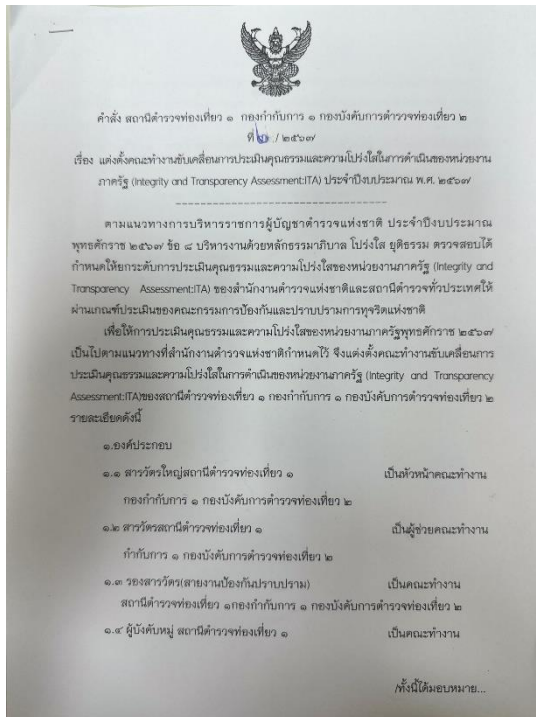 คำสั่ง สถานีตำรวจท่องเที่ยว ๑ กองกำกับการ ๑ กองบังคับการตำรวจท่องเที่ยว ๒
ที่ ๖ / ๒๕๖๗
เรื่อง แต่งตั้งคณะทำงานขับเคลื่อนการประเมินคุณธรรมและความโปร่งใสในการดำเนินของหน่วยงาน
ภาครัฐ (Integrity and Transparency Assessment:ITA) ประจำปีงบประมาณ พ.ศ. ๒๕๖๗
----------------------------------
ตามแนวทางการบริหารราชการผู้บัญชาตำรวจแห่งชาติ ประจำปีงบประมาณ
พุทธศักราช ๒๕๖๗ ข้อ ๘ บริหารงานด้วยหลักธรรมาภิบาล โปร่งใส ยุติธรรม ตรวจสอบได้
กำหนดให้ยกระดับการประเมินคุณธรรมและความโปร่งใสของหน่วยงานภาครัฐ (Integrity and
Transparency Assessment:ITA) ของสำนักงานตำรวจแห่งชาติและสถานีตำรวจทั่วประเทศให้
ผ่านเกณฑ์ประเมินของคณะกรรมการป้องกันและปราบปรามการทุจริตแห่งชาติ
เพื่อให้การประเมินคุณธรรมและความโปร่งใสของหน่วยงานภาครัฐพุทธศักราช ๒๕๖๗
เป็นไปตามแนวทางที่สำนักงานตำรวจแห่งชาติกำหนดไว้ จึงแต่งตั้งคณะทำงานขับเคลื่อนการ
ประเมินคุณธรรมและความโปร่งใสในการดำเนินของหน่วยงานภาครัฐ (Integrity and Transparency
Assessment:ITA)ของสถานีตำรวจท่องเที่ยว ๑ กองกำกับการ ๑ กองบังคับการตำรวจท่องเที่ยว ๒
รายละเอียดดังนี้
๑.องค์ประกอบ
๑.๑ สารวัตรใหญ่สถานีตำรวจท่องเที่ยว ๑ เป็นหัวหน้าคณะทำงาน
กองกำกับการ ๑ กองบังคับการตำรวจท่องเที่ยว ๒
๑.๒ สารวัตรสถานีตำรวจท่องเที่ยว ๑ เป็นผู้ช่วยคณะทำงาน
กำกับการ ๑ กองบังคับการตำรวจท่องเที่ยว ๒
๑.๓ รองสารวัตร(สายงานป้องกันปราบปราม) เป็นคณะทำงาน
สถานีตำรวจท่องเที่ยว ๑กองกำกับการ ๑ กองบังคับการตำรวจท่องเที่ยว ๒
๑.๔ ผู้บังคับหมู่ สถานีตำรวจท่องเที่ยว ๑ เป็นคณะทำงาน
/ทั้งนี้ได้มอบหมาย...